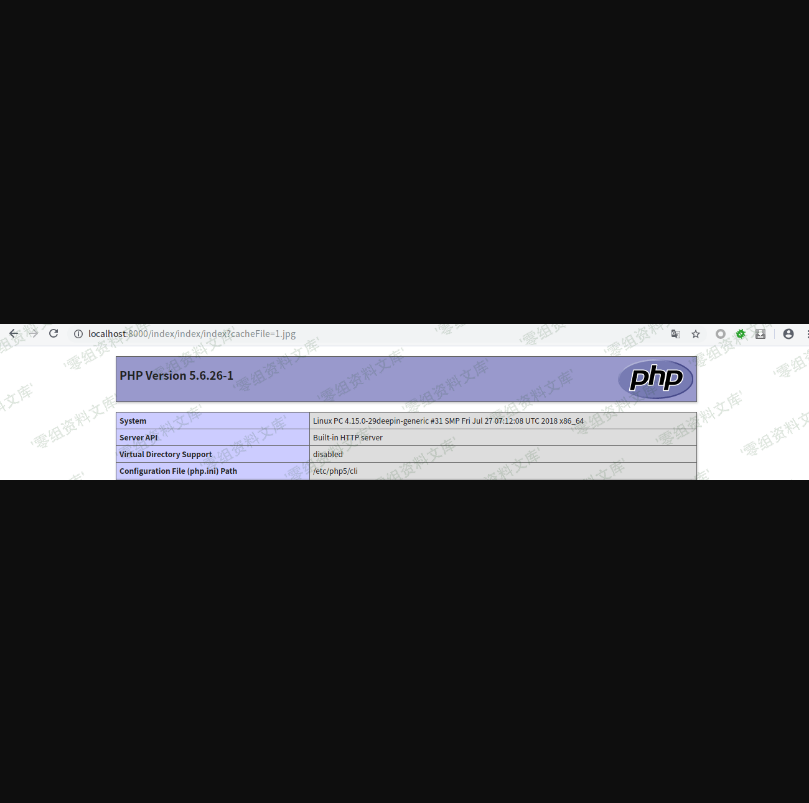 localhost:8000/index/index/index?cacheFile=1.jpg
PHP Version 5.6.26-1
php
System Linux PC 4.15.0-29deepin-generic #31 SMP Fri Jul 27 07:12:08 UTC 2018 x86_64
Server API Built-in HTTP server
Virtual Directory Support disabled
Configuration File (php.ini) Path /etc/php5/cli
'零组资料文库'